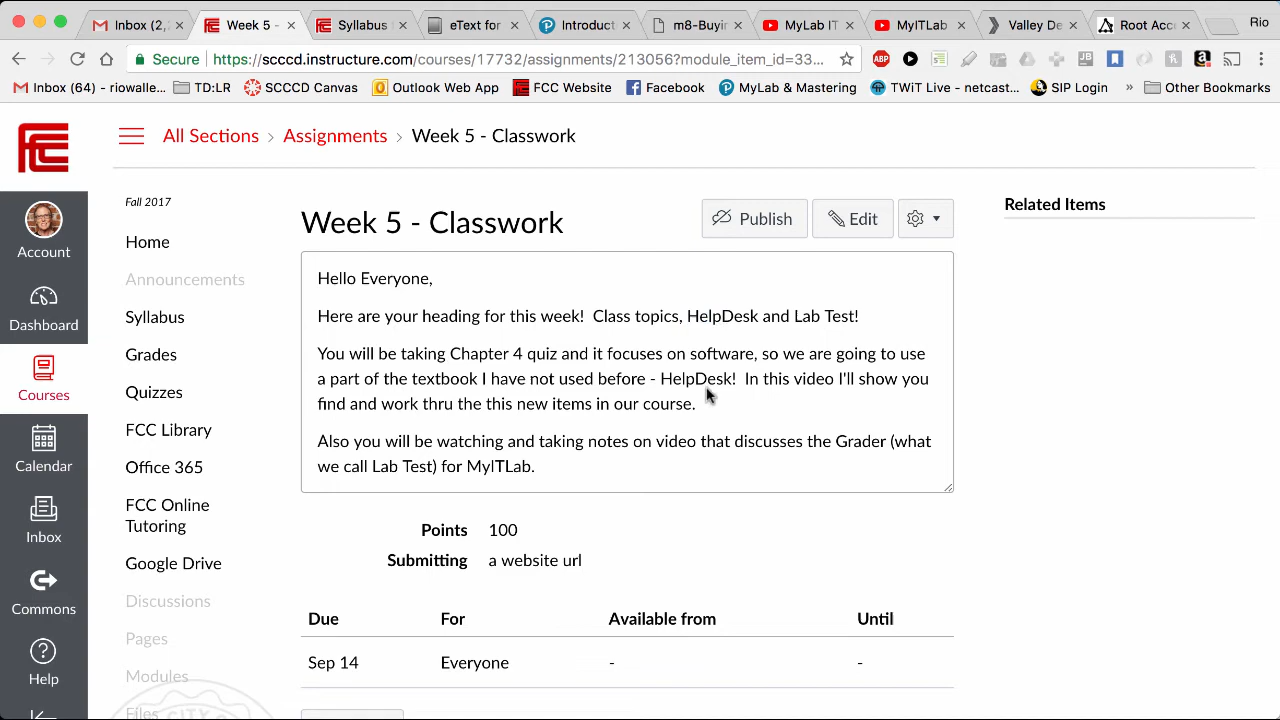 Inbox (2,
Week 5 -
Syllabus
eText for
Introduct
m8-Buyin
MyLab IT
MyITLab
Valley De
Root Acc
Rio
Secure https://scccd.instructure.com/courses/17732/assignments/213056?module_item_id=33...
Inbox (64) - riowalle... TD:LR SCCCD Canvas Outlook Web App FCC Website Facebook MyLab & Mastering TWiT Live - netcast... SIP Login » Other Bookmarks
All Sections › Assignments › Week 5 - Classwork
Account
Dashboard
Courses
Calendar
Inbox
Commons
Help
Fall 2017
Home
Announcements
Syllabus
Grades
Quizzes
FCC Library
Office 365
FCC Online
Tutoring
Google Drive
Discussions
Pages
Modules
Files
Week 5 - Classwork
Publish
Edit
Hello Everyone,
Here are your heading for this week! Class topics, HelpDesk and Lab Test!
You will be taking Chapter 4 quiz and it focuses on software, so we are going to use
a part of the textbook I have not used before - HelpDesk! In this video I'll show you
find and work thru the this new items in our course.
Also you will be watching and taking notes on video that discusses the Grader (what
we call Lab Test) for MyITLab.
Points 100
Submitting a website url
Due For Available from Until
Sep 14 Everyone - -
Related Items